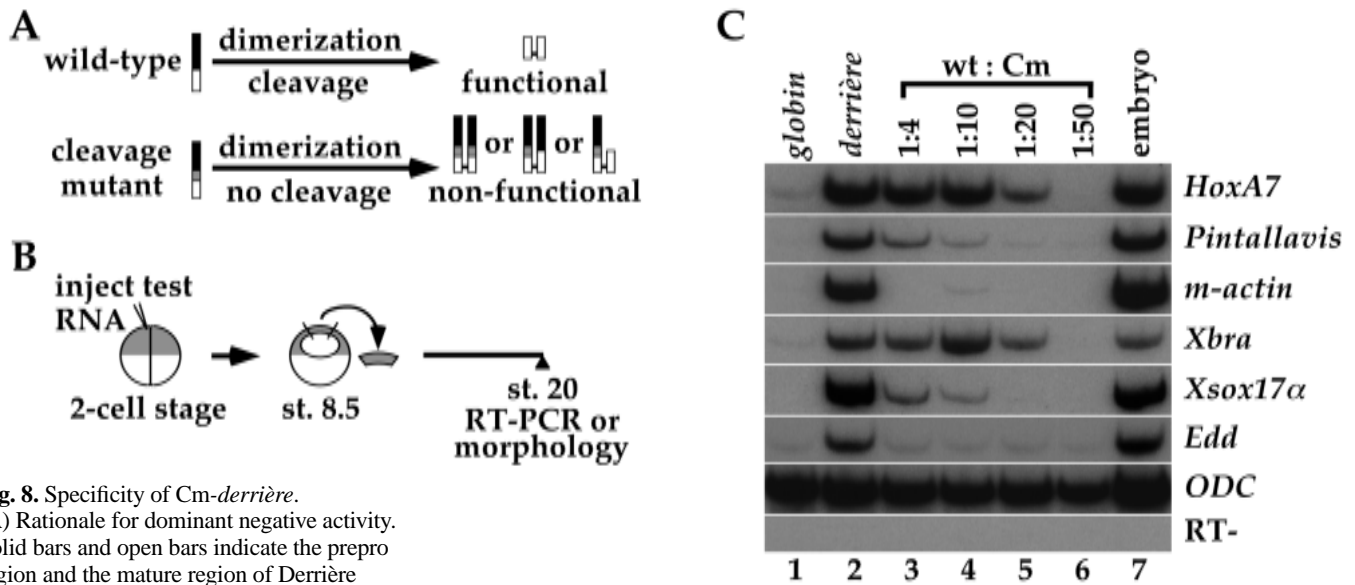 A
wild-type
dimerization
cleavage
functional
cleavage
mutant
dimerization
no cleavage
or
or
non-functional
B
inject test
RNA
2-cell stage
st. 8.5
st. 20
RT-PCR or
morphology
g. 8. Specificity of Cm-derrière.
) Rationale for dominant negative activity.
lid bars and open bars indicate the prepro
gion and the mature region of Derrière
C
globin
derrière
wt : Cm
1:4
1:10
1:20
1:50
embryo
HoxA7
Pintallavis
m-actin
Xbra
Xsox17α
Edd
ODC
RT-
1 2 3 4 5 6 7